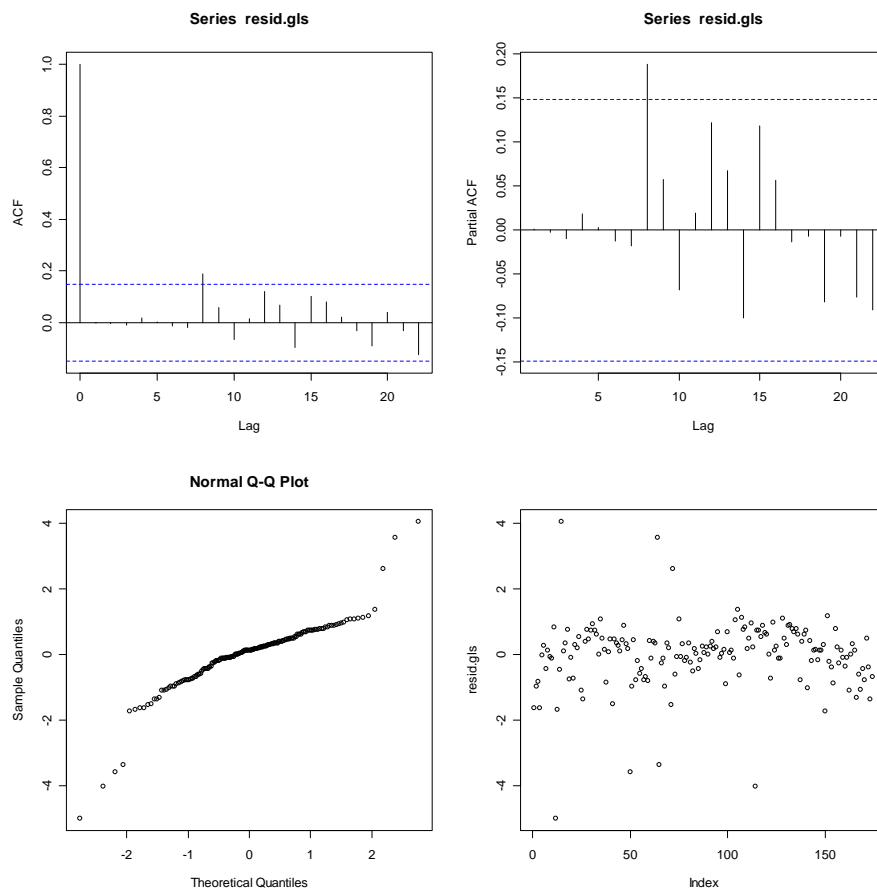 Series resid.gls
ACF
0.0
0.2
0.4
0.6
0.8
1.0
0 5 10 15 20
Lag
Series resid.gls
Partial ACF
-0.15
-0.10
-0.05
0.00
0.05
0.10
0.15
0.20
5 10 15 20
Lag
Normal Q-Q Plot
Sample Quantiles
-4
-2
0
2
4
-2 -1 0 1 2
Theoretical Quantiles
resid.gls
-4
-2
0
2
4
0 50 100 150
Index